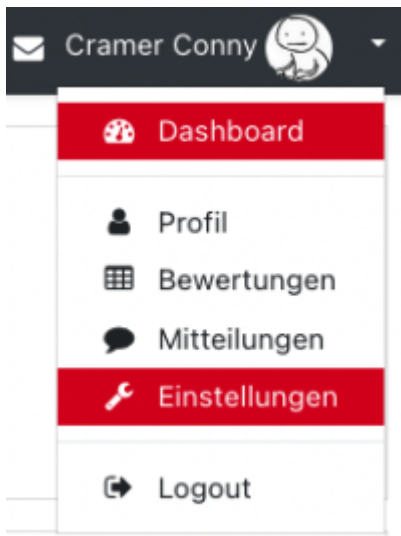 Cramer Conny
Dashboard
Profil
Bewertungen
Mitteilungen
Einstellungen
Logout